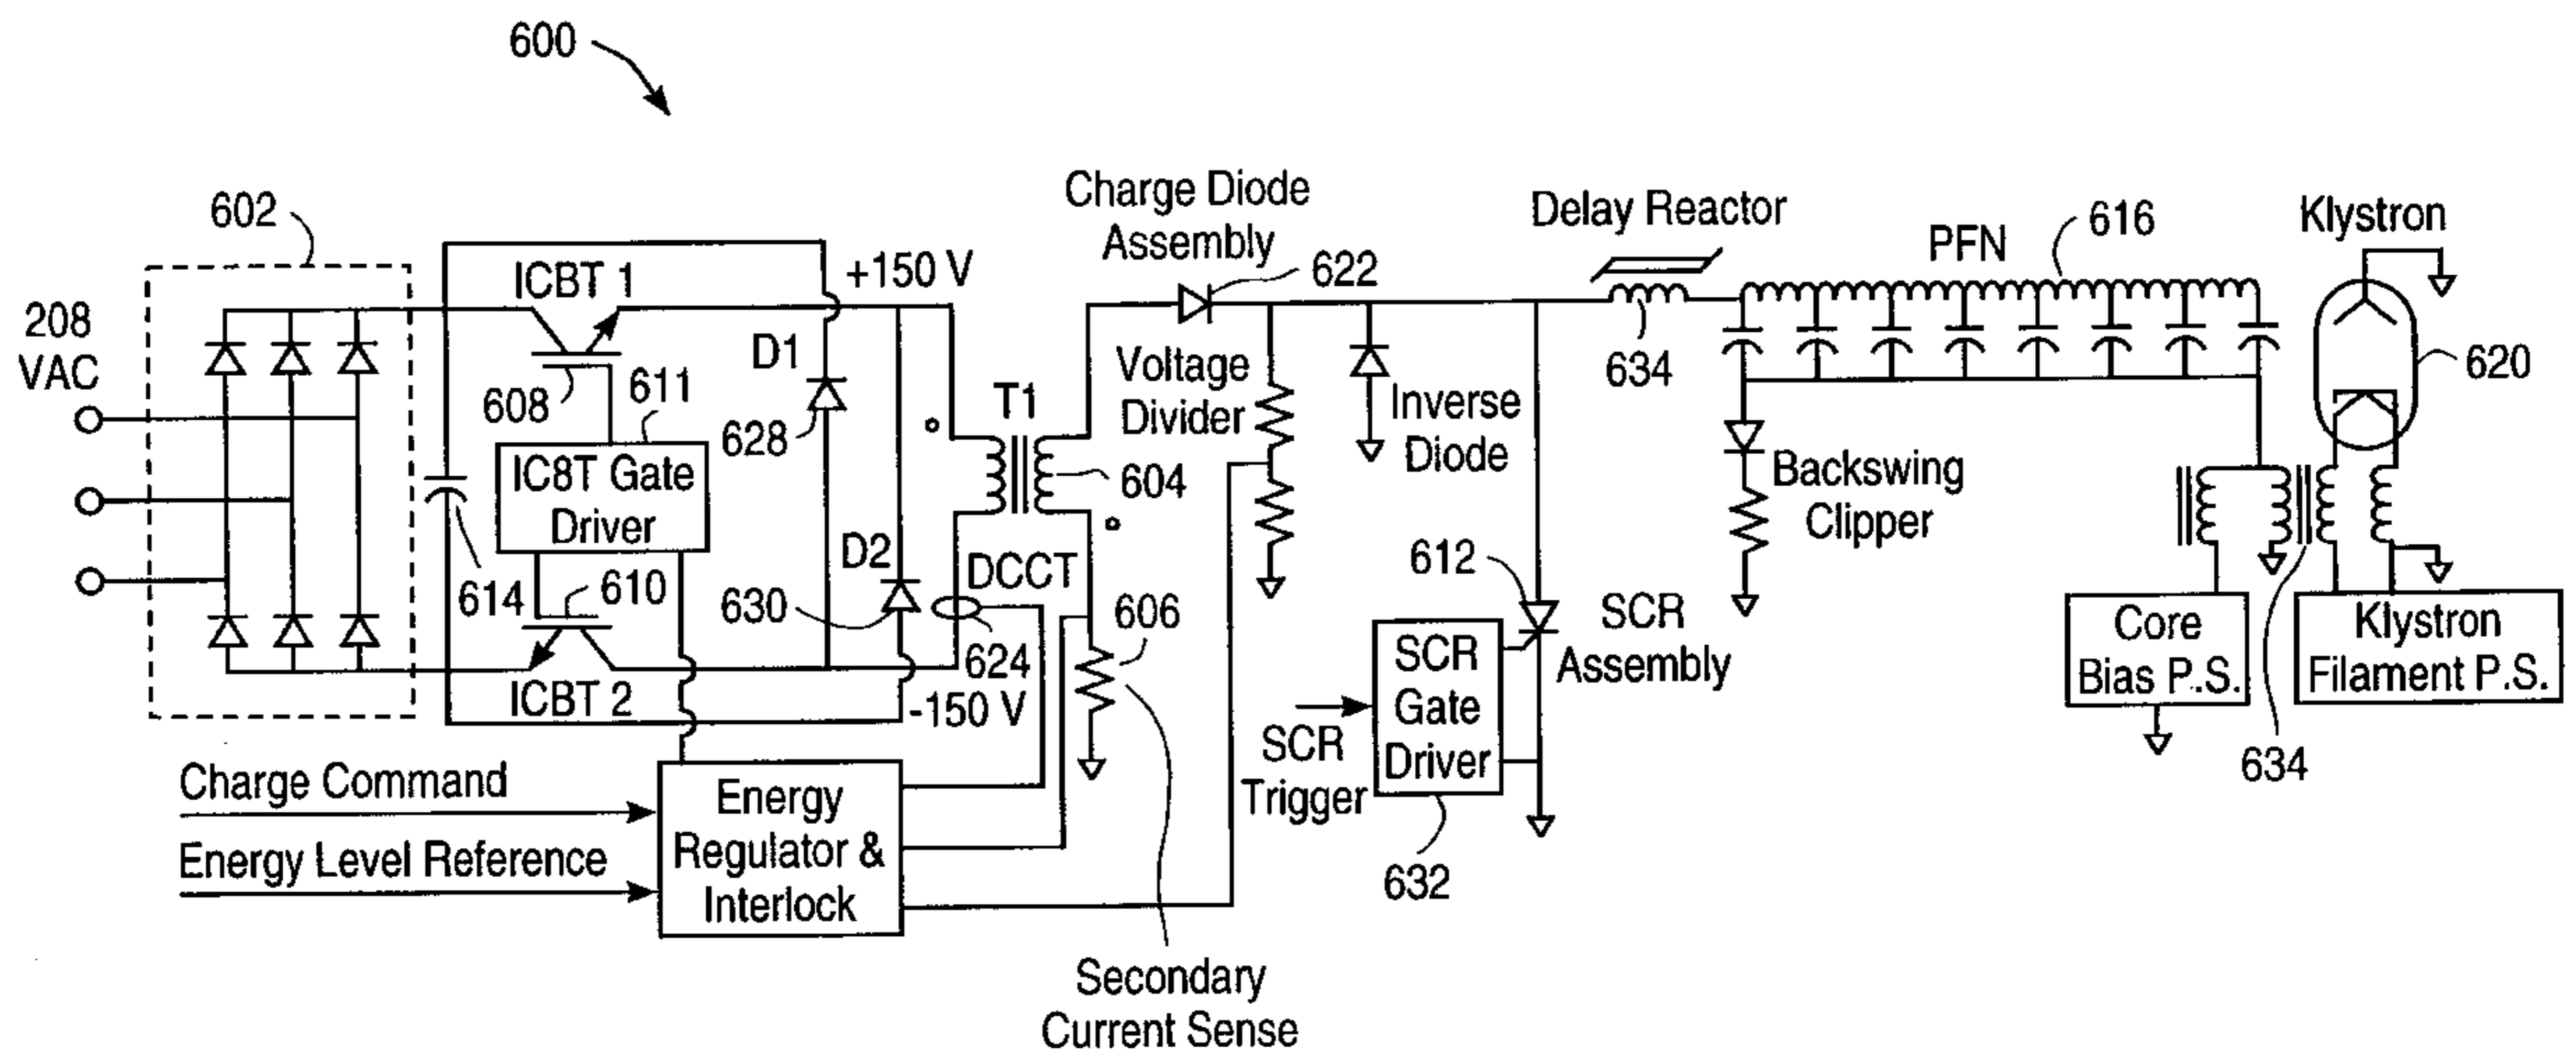 600
602
208
VAC
ICBT 1
608
611
IC8T Gate
Driver
614
610
ICBT 2
D1
628
+150 V
D2
630
-150 V
T1
604
DCCT
624
606
Charge Diode
Assembly
622
Voltage
Divider
Inverse
Diode
Delay Reactor
634
PFN
616
Klystron
620
Backswing
Clipper
612
SCR
Assembly
SCR
Gate
Driver
SCR
Trigger
632
Core
Bias P.S.
Klystron
Filament P.S.
634
Charge Command
Energy Level Reference
Energy
Regulator &
Interlock
Secondary
Current Sense